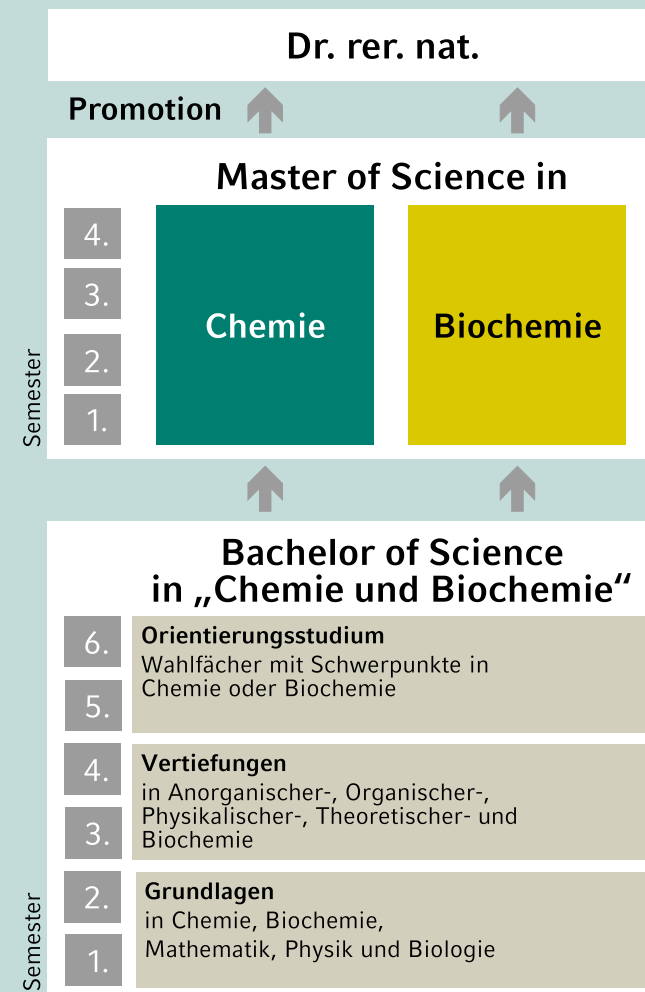 Dr. rer. nat.
Promotion
Master of Science in
4.
3.
2.
1.
Semester
Chemie
Biochemie
Bachelor of Science
in „Chemie und Biochemie“
6.
5.
Orientierungsstudium
Wahlfächer mit Schwerpunkte in
Chemie oder Biochemie
4.
3.
Vertiefungen
in Anorganischer-, Organischer-,
Physikalischer-, Theoretischer- und
Biochemie
2.
1.
Semester
Grundlagen
in Chemie, Biochemie,
Mathematik, Physik und Biologie